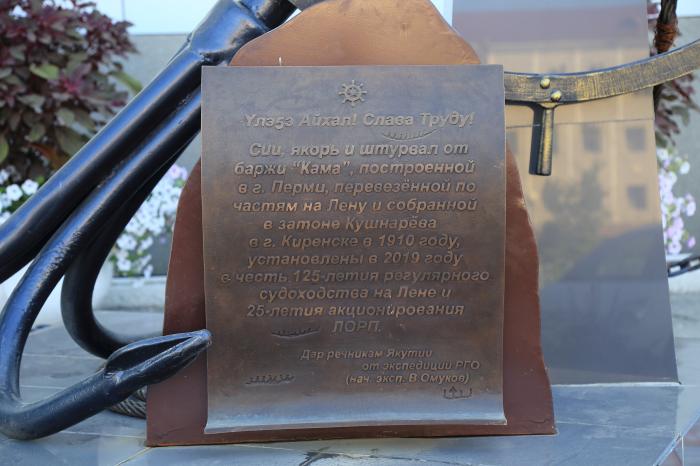 Үлэҕэ Айхал! Слава Труду!
Сии, якорь и штурвал от
баржи "Кама", построенной
в г. Перми, перевезённой по
частям на Лену и собранной
в затоне Кушнарёва
в г. Киренске в 1910 году,
установлены в 2019 году
в честь 125-летия регулярного
судоходства на Лене и
25-летия акционирования
ЛОРП.
Дар речникам Якутии
от экспедиции РГО
(нач. эксп. В.Омуков)